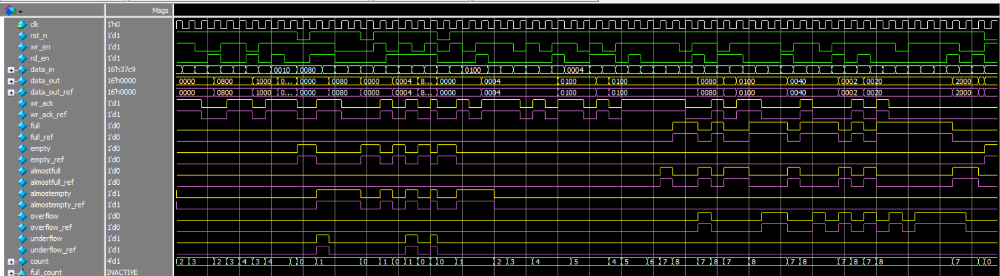 Msgs
clk 1'h0
rst_n 1'd1
wr_en 1'd1
rd_en 1'd1
data_in 16'h37c9 0010 0080 0100 0004
data_out 16'h0000 0000 0800 1000 0... 0000 0080 0000 0004 8... 0000 0004 0100 0100 0080 0100 0040 0002 0020 2000
data_out_ref 16'h0000 0000 0800 1000 0... 0000 0080 0000 0004 8... 0000 0004 0100 0100 0080 0100 0040 0002 0020 2000
wr_ack 1'd1
wr_ack_ref 1'd1
full 1'd0
full_ref 1'd0
empty 1'd0
empty_ref 1'd0
almostfull 1'd0
almostfull_ref 1'd0
almostempty 1'd1
almostempty_ref 1'd1
overflow 1'd0
overflow_ref 1'd0
underflow 1'd1
underflow_ref 1'd1
count 4'd1 2 3 2 3 4 3 4 0 1 0 1 0 1 0 0 1 2 3 4 5 4 5 6 7 8 7 8 7 8 7 8 7 8 7 8 7 0
full_count INACTIVE